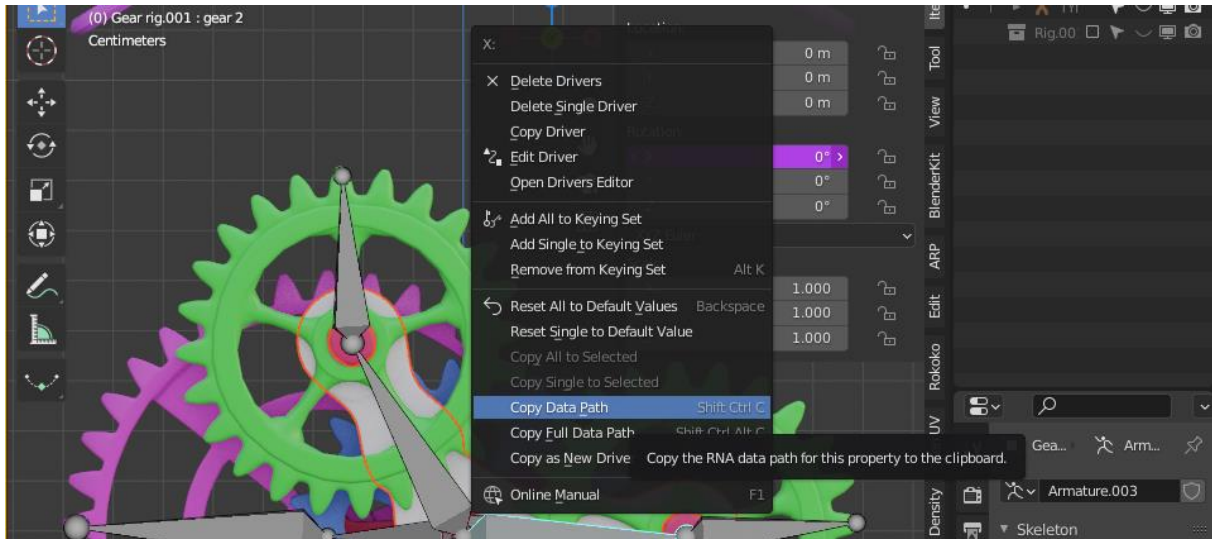 (0) Gear rig.001 : gear 2
Centimeters
X:
Delete Drivers
Delete Single Driver
Copy Driver
Edit Driver
Open Drivers Editor
Add All to Keying Set
Add Single to Keying Set
Remove from Keying Set Alt K
Reset All to Default Values Backspace
Reset Single to Default Value
Copy All to Selected
Copy Single to Selected
Copy Data Path Shift Ctrl C
Copy Full Data Path Shift Ctrl Alt C
Copy as New Drive
Copy the RNA data path for this property to the clipboard.
Online Manual F1
0 m
0 m
0 m
0°
0°
0°
1.000
1.000
1.000
Tool
View
BlenderKit
ARP
Edit
Rokoko
UV
Density
Rig.00
Gea... Arm...
Armature.003
Skeleton